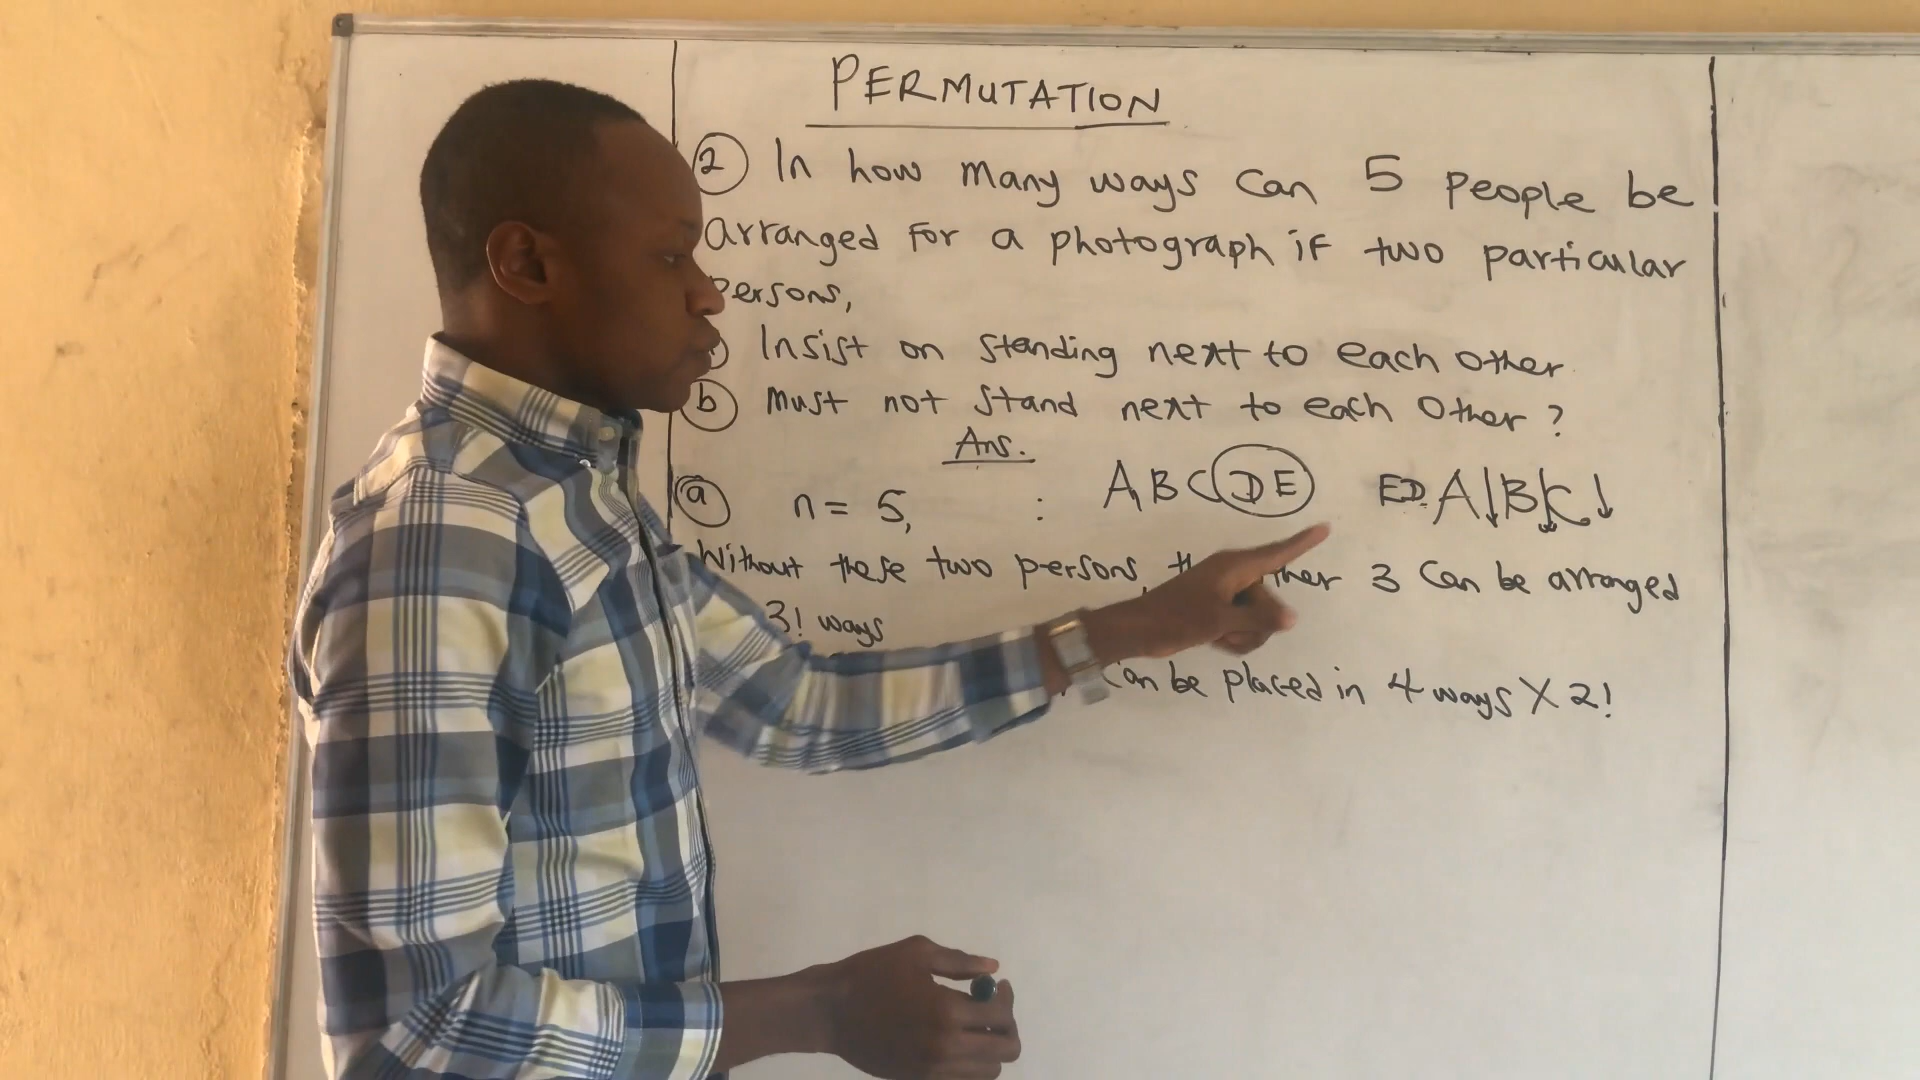 PERMUTATION
2 In how many ways can 5 people be
arranged for a photograph if two particular
persons,
Insist on standing next to each other
b must not stand next to each other?
Ans.
a n = 5, : ABCDE ED A↓B↓C↓
Without these two persons, other 3 can be arranged
3! ways
can be placed in 4 ways X 2!